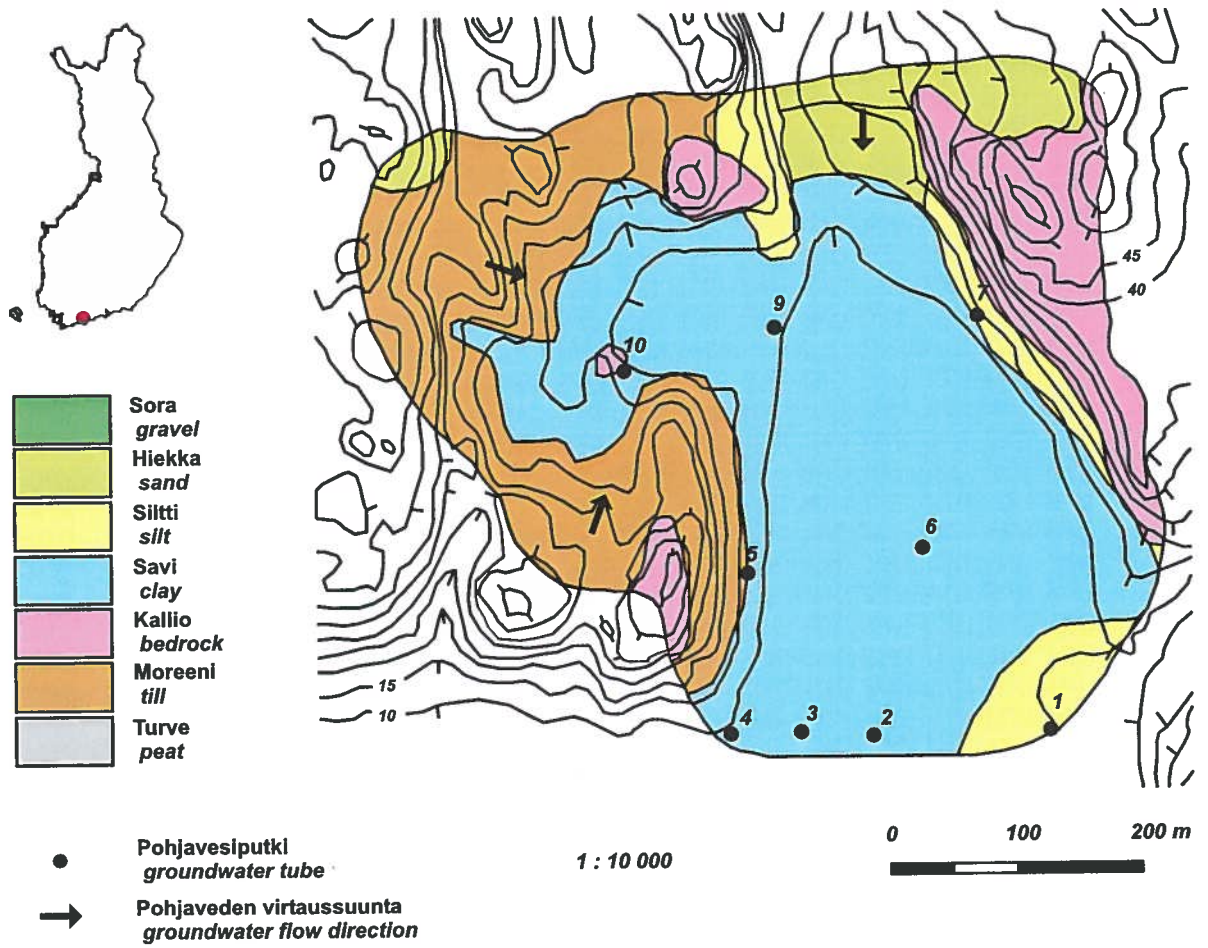 Sora
gravel
Hiekka
sand
Siltti
silt
Savi
clay
Kallio
bedrock
Moreeni
till
Turve
peat
Pohjavesiputki
groundwater tube
Pohjaveden virtaussuunta
groundwater flow direction
1 : 10 000
0 100 200 m
45
40
7
9
10
6
5
15
10
4
3
2
1